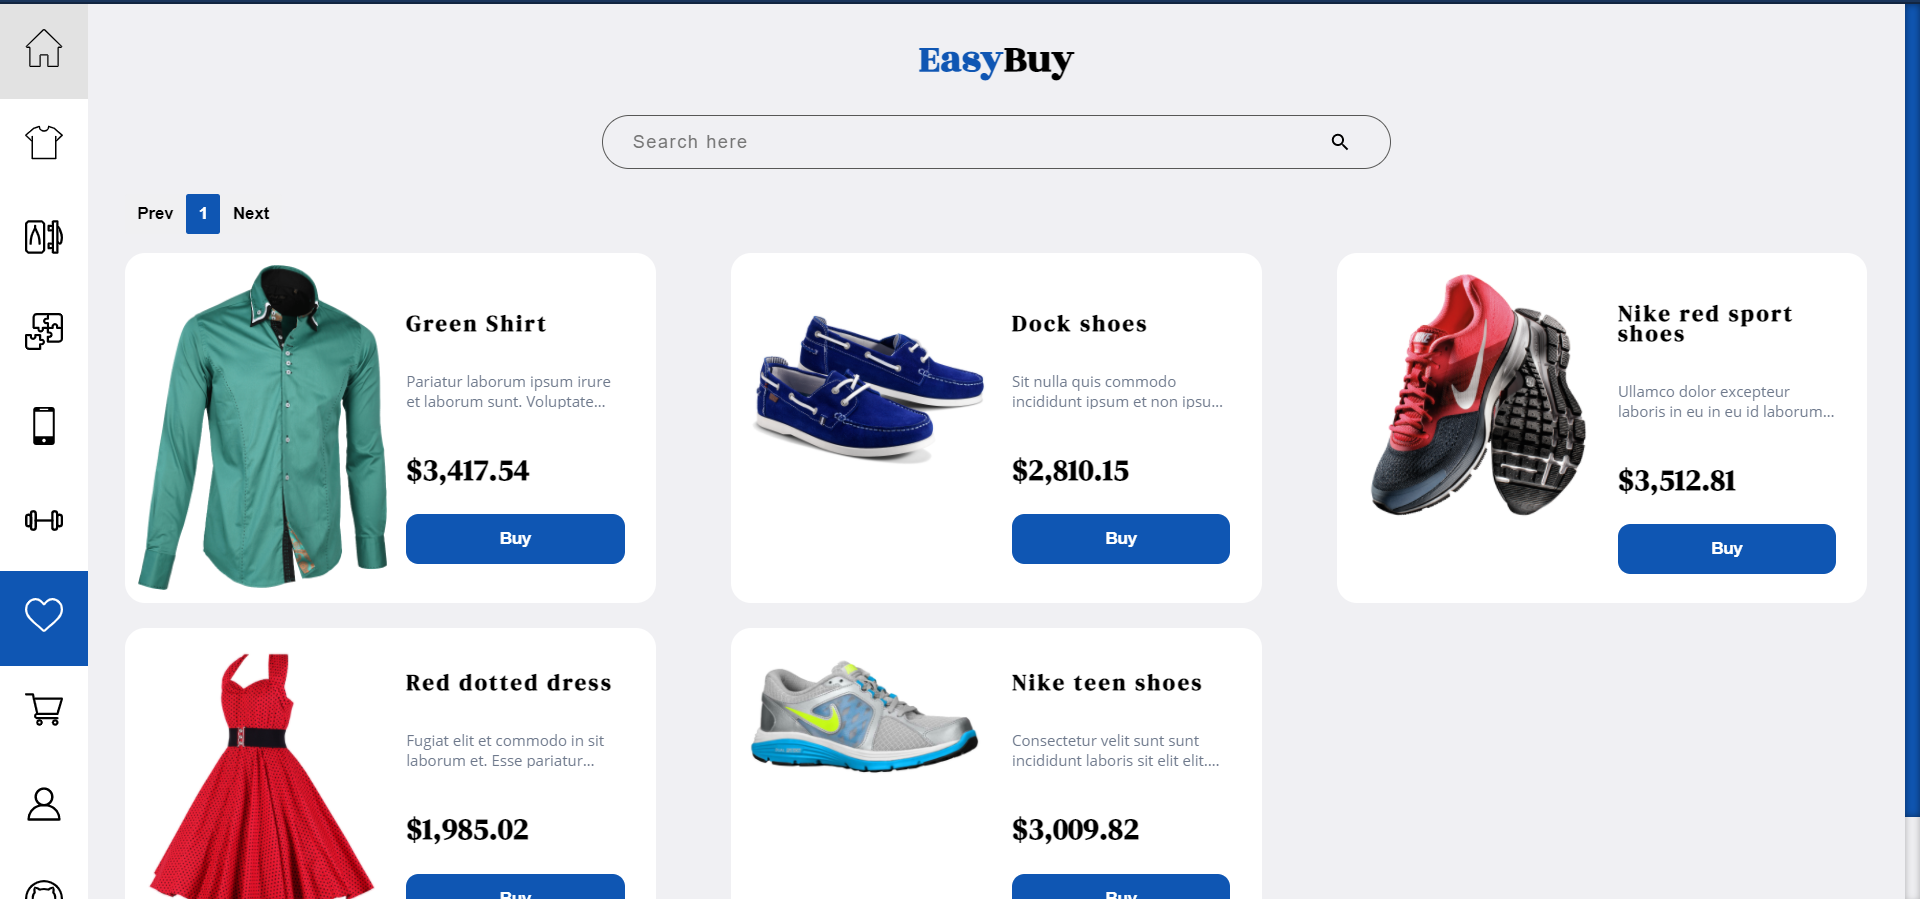 EasyBuy
Search here
Prev 1 Next
Green Shirt
Pariatur laborum ipsum irure
et laborum sunt. Voluptate...
$3,417.54
Buy
Dock shoes
Sit nulla quis commodo
incididunt ipsum et non ipsu...
$2,810.15
Buy
Nike red sport
shoes
Ullamco dolor excepteur
laboris in eu in eu id laborum...
$3,512.81
Buy
Red dotted dress
Fugiat elit et commodo in sit
laborum et. Esse pariatur...
$1,985.02
Buy
Nike teen shoes
Consectetur velit sunt sunt
incididunt laboris sit elit elit....
$3,009.82
Buy